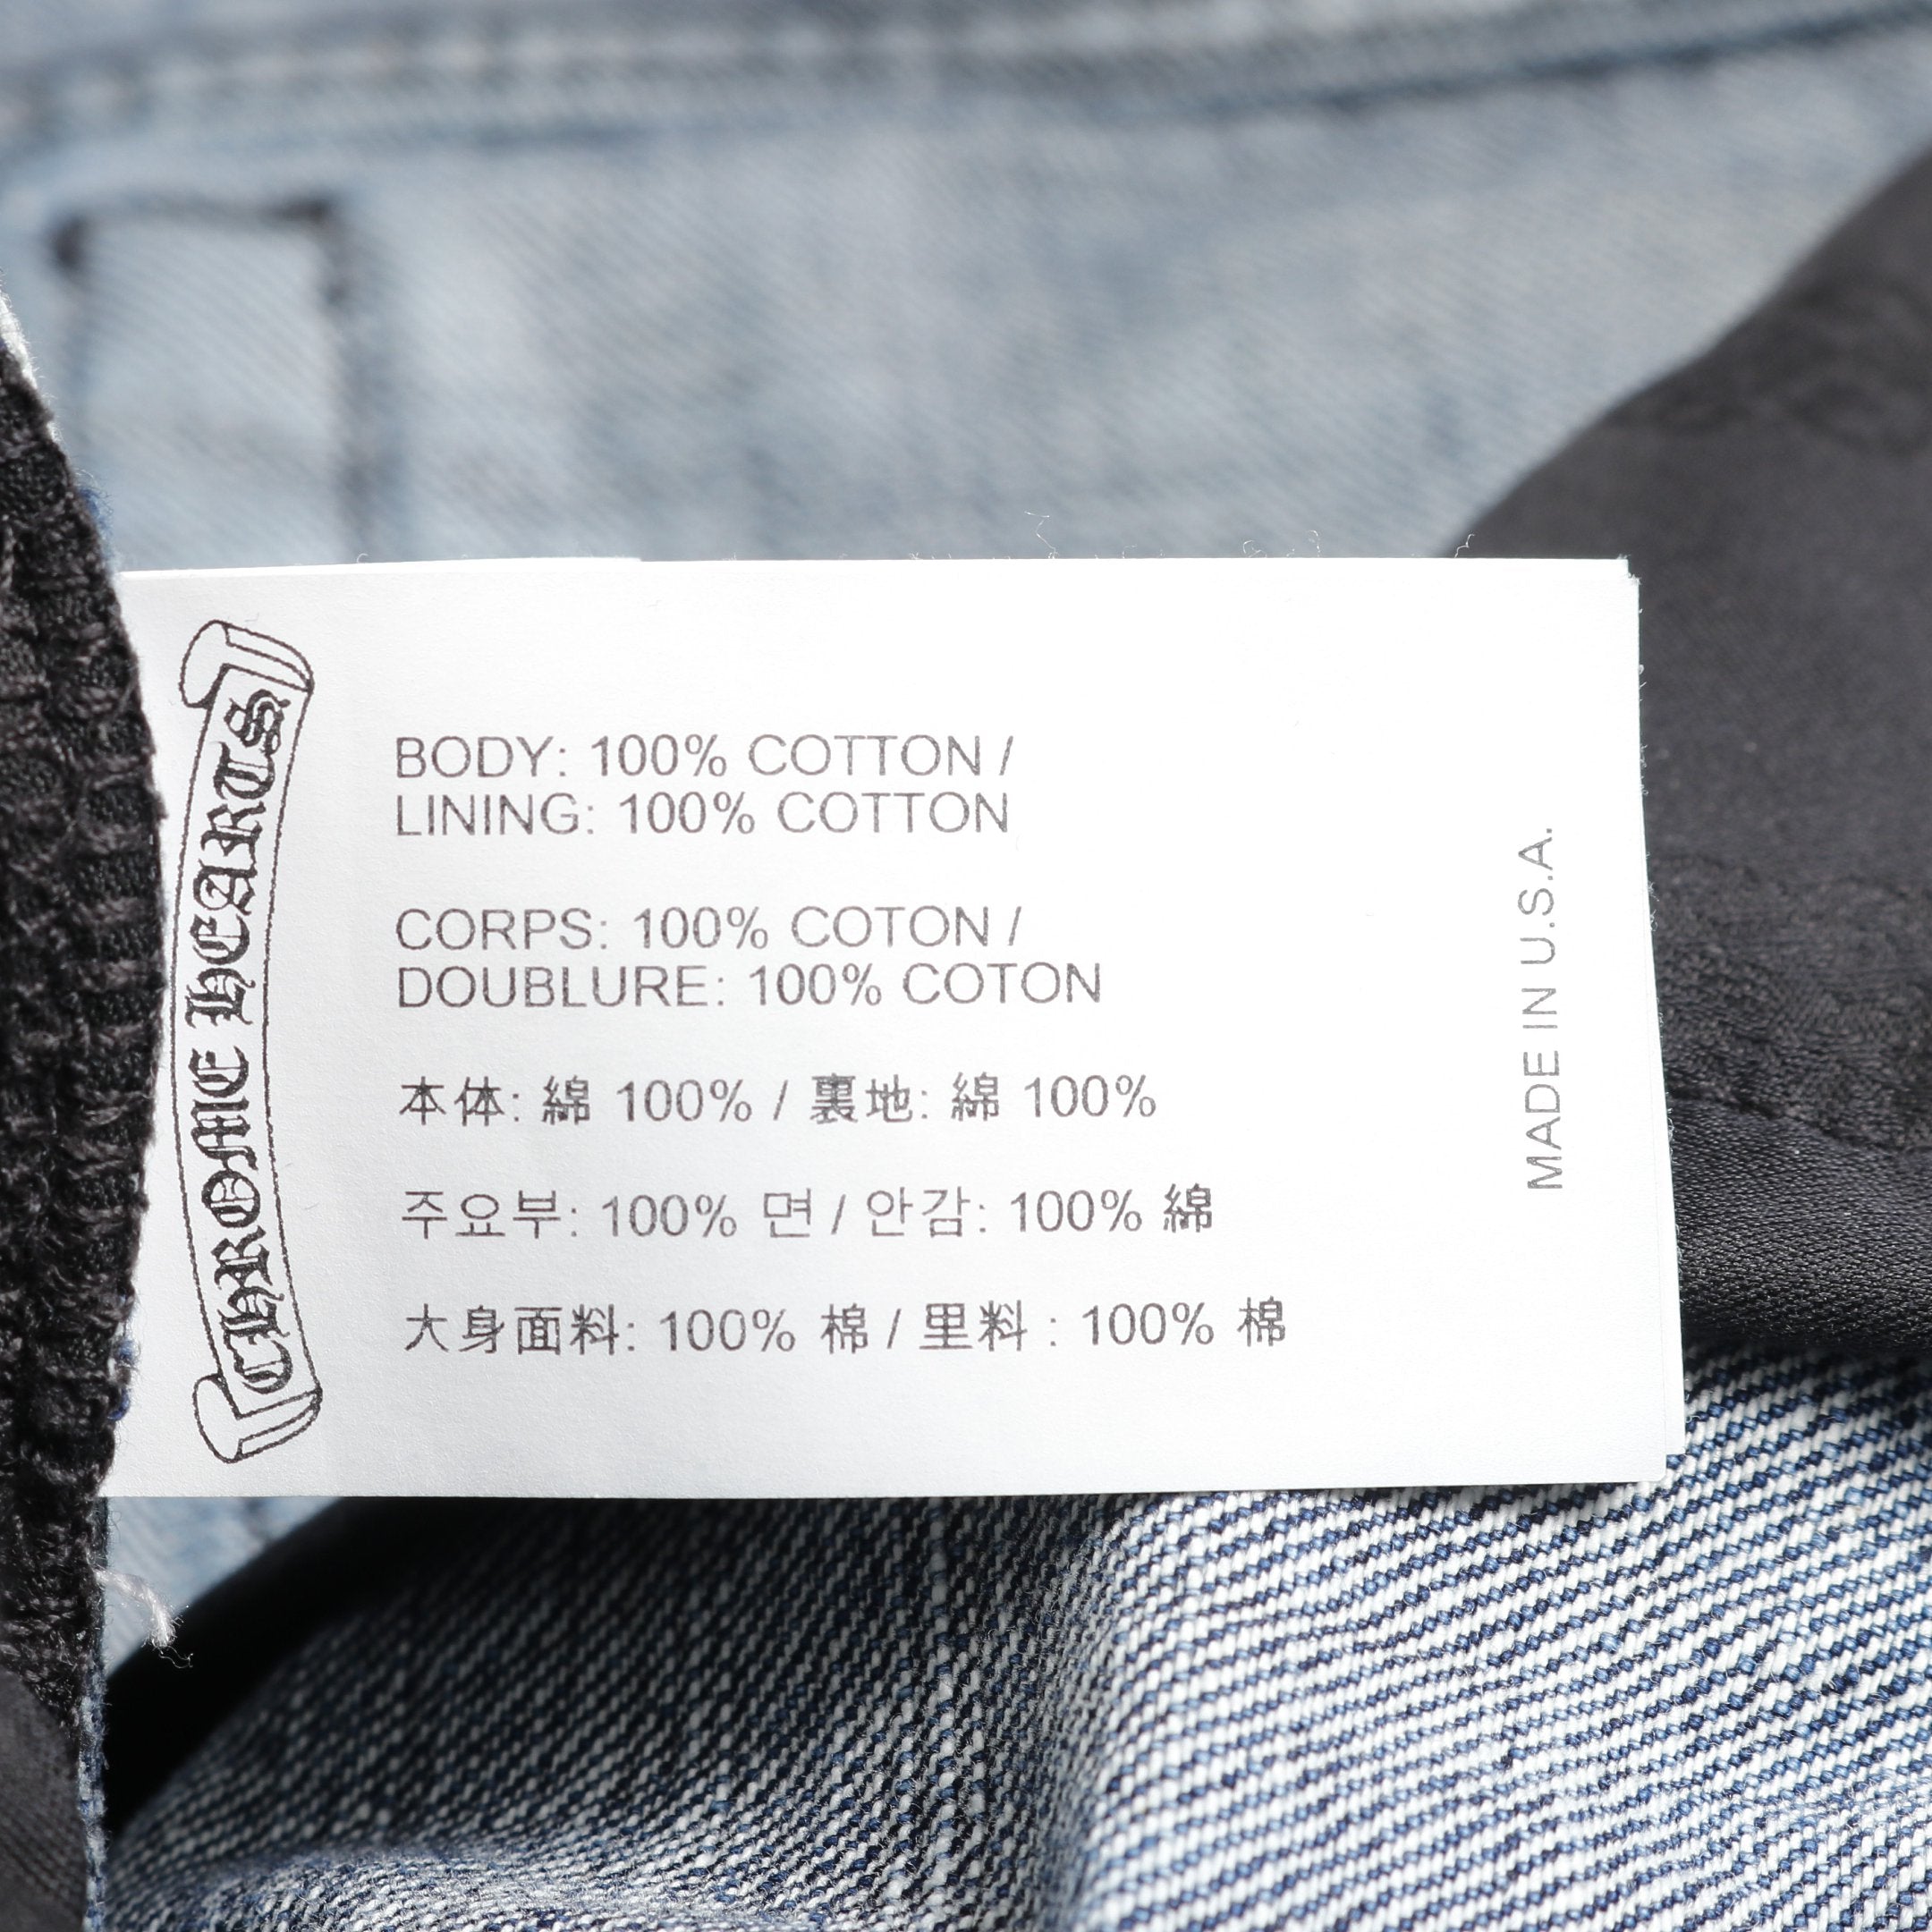 CHROME HEARTS
BODY: 100% COTTON /
LINING: 100% COTTON
CORPS: 100% COTON /
DOUBLURE: 100% COTON
本体: 綿 100% / 裏地: 綿 100%
주요부: 100% 면 / 안감: 100% 綿
大身面料: 100% 棉 / 里料 : 100% 棉
MADE IN U.S.A.